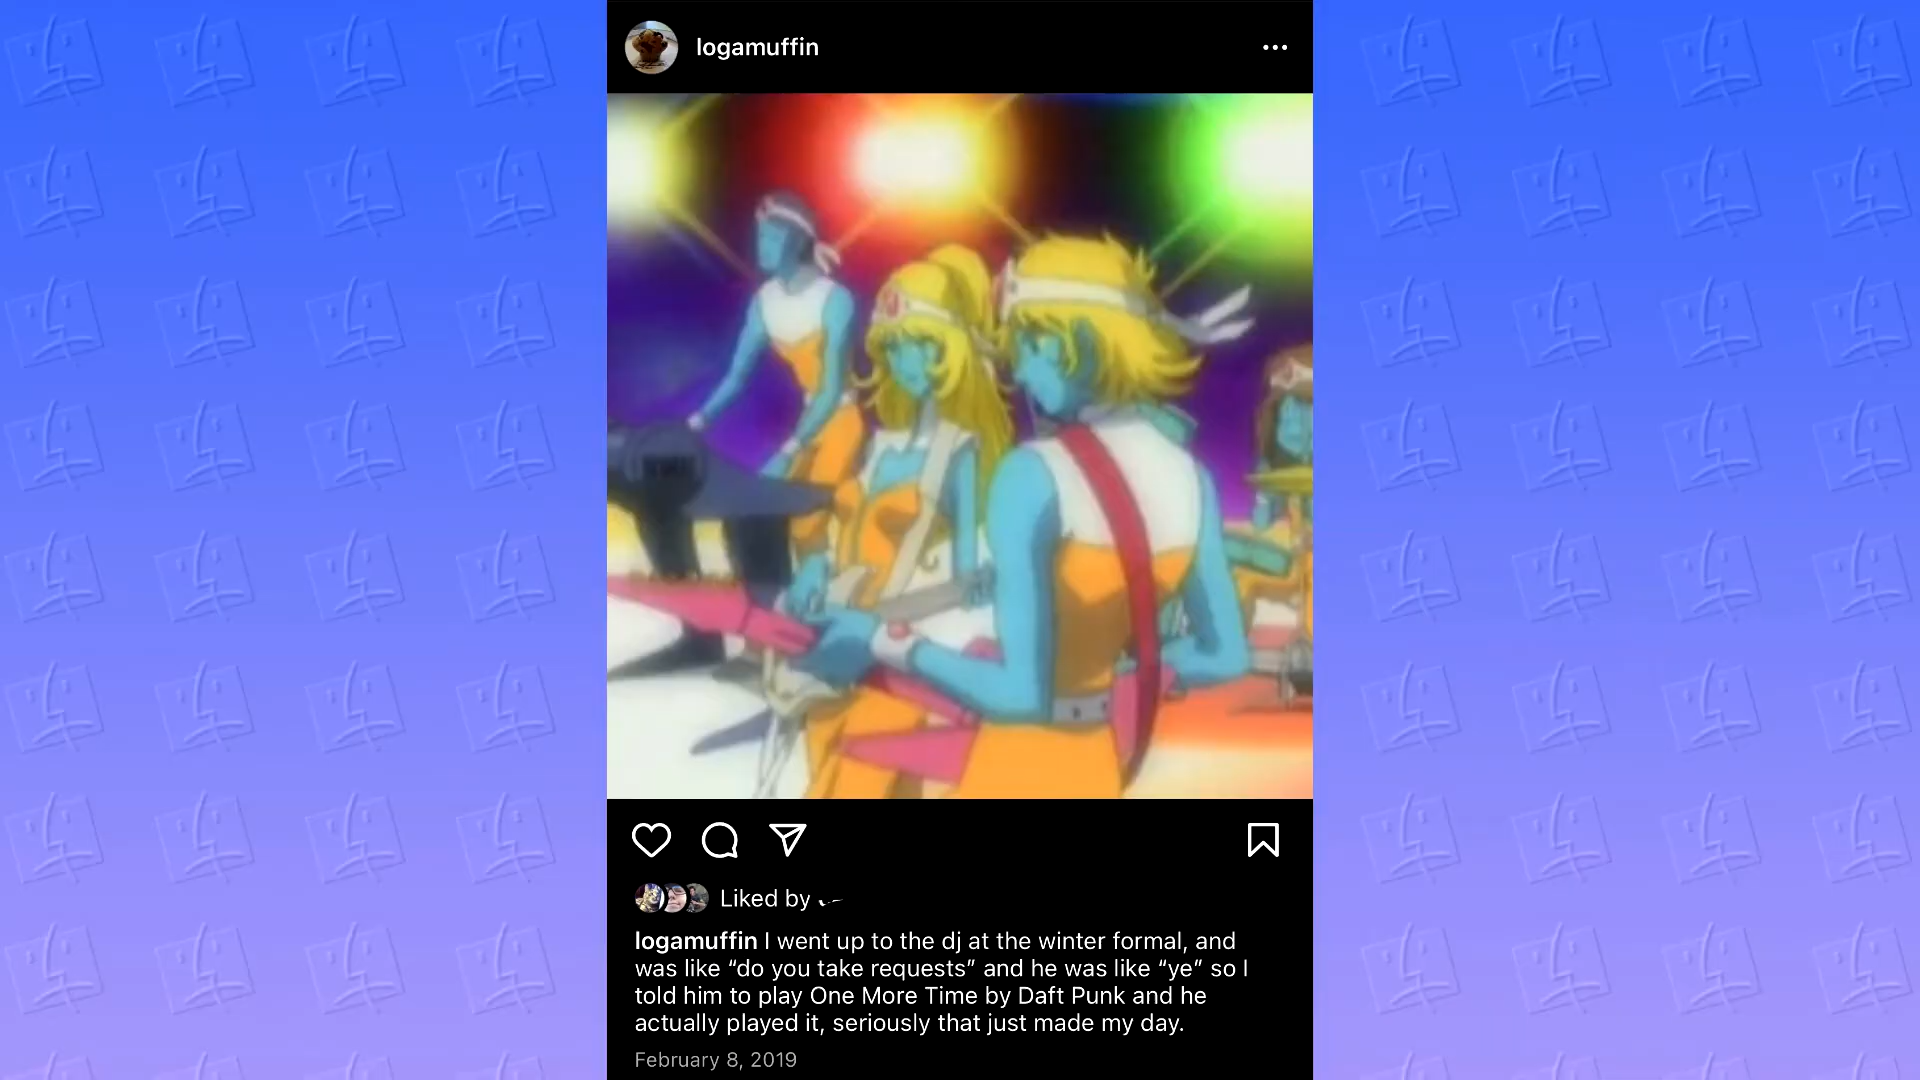 logamuffin
Liked by
logamuffin I went up to the dj at the winter formal, and
was like “do you take requests” and he was like “ye” so I
told him to play One More Time by Daft Punk and he
actually played it, seriously that just made my day.
February 8, 2019